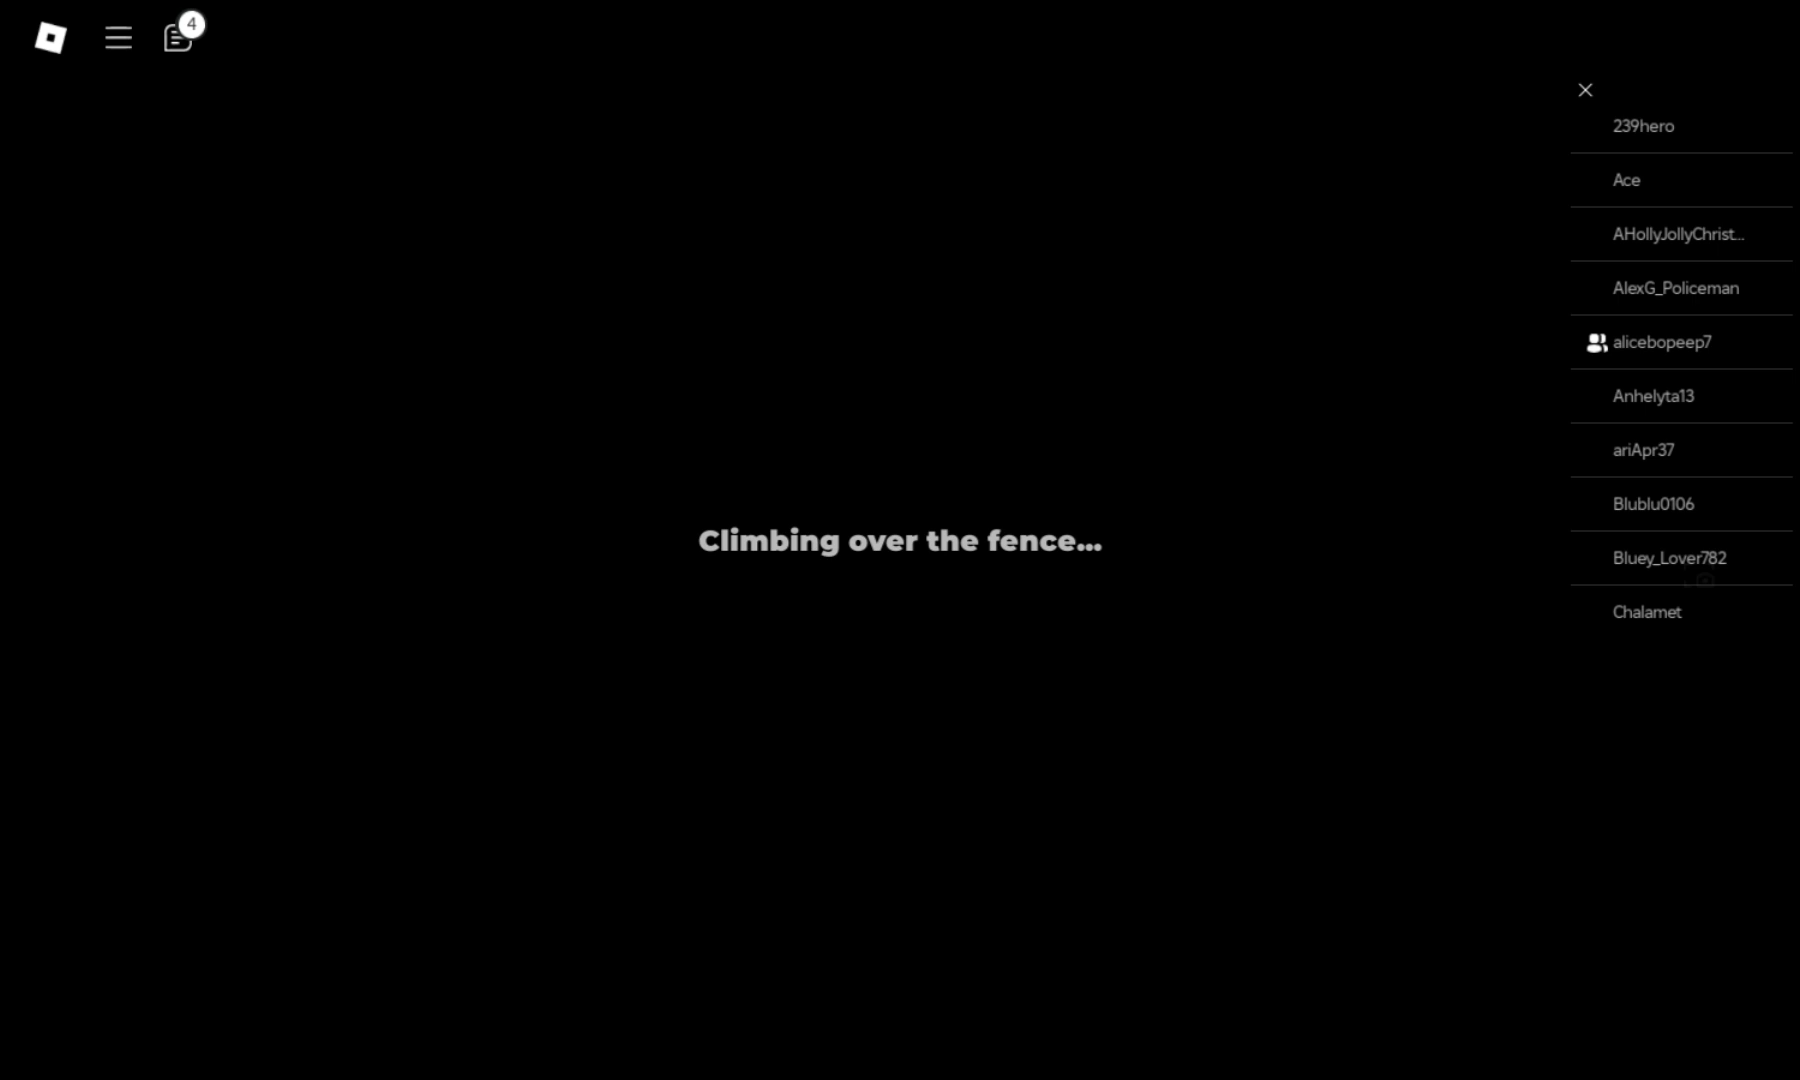 4
239hero
Ace
AHollyJollyChrist...
AlexG_Policeman
alicebopeep7
Anhelyta13
ariApr37
Blublu0106
Bluey_Lover782
Chalamet
Climbing over the fence...